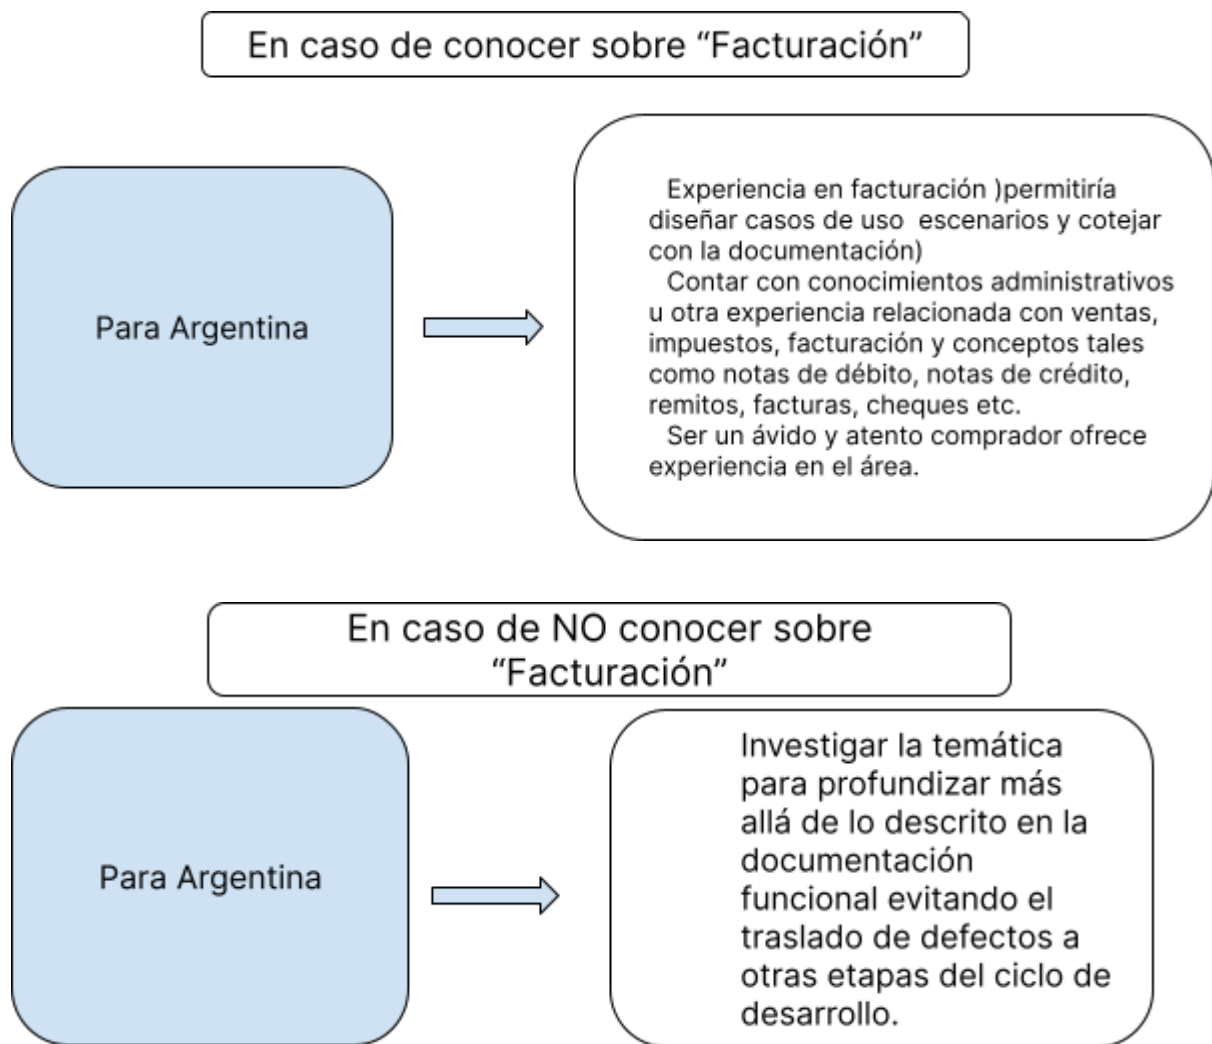 En caso de conocer sobre “Facturación”
Para Argentina
Experiencia en facturación )permitiría
diseñar casos de uso  escenarios y cotejar
con la documentación)
Contar con conocimientos administrativos
u otra experiencia relacionada con ventas,
impuestos, facturación y conceptos tales
como notas de débito, notas de crédito,
remitos, facturas, cheques etc.
Ser un ávido y atento comprador ofrece
experiencia en el área.
En caso de NO conocer sobre
“Facturación”
Para Argentina
Investigar la temática
para profundizar más
allá de lo descrito en la
documentación
funcional evitando el
traslado de defectos a
otras etapas del ciclo de
desarrollo.